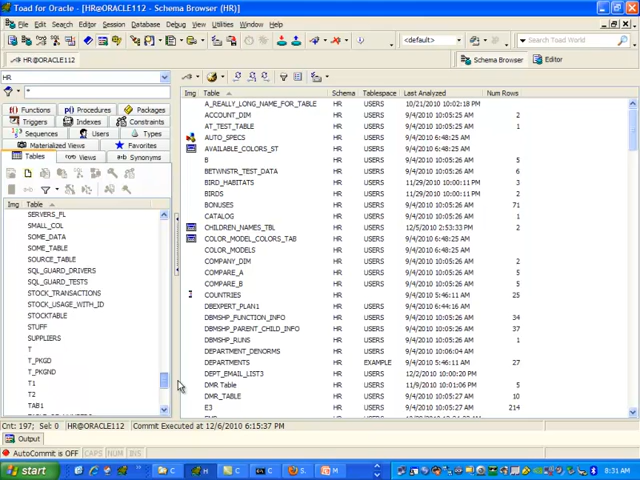 Toad for Oracle - [HR@ORACLE112 - Schema Browser (HR)]
File Edit Search Editor Session Database Debug View Utilities Window Help
<default> Search Toad World
HR@ORACLE112 Schema Browser Editor
HR
*
Functions Procedures Packages
Triggers Indexes Constraints
Sequences Users Types
Materialized Views Favorites
Tables Views Synonyms
Img Table
SERVERS_FL
SMALL_COL
SOME_DATA
SOME_TABLE
SOURCE_TABLE
SQL_GUARD_DRIVERS
SQL_GUARD_TESTS
STOCK_TRANSACTIONS
STOCK_USAGE_WITH_ID
STOCKTABLE
STUFF
SUPPLIERS
T
T_PKGD
T_PKGND
T1
T2
TAB1
Img Table Schema Tablespace Last Analyzed Num Rows
A_REALLY_LONG_NAME_FOR_TABLE HR USERS 10/21/2010 10:02:18 PM
ACCOUNT_DIM HR USERS 9/4/2010 10:05:25 AM 2
AT_TEST_TABLE HR USERS 9/4/2010 10:05:25 AM 1
AUTO_SPECS HR USERS 9/4/2010 6:48:25 AM
AVAILABLE_COLORS_ST HR USERS 9/4/2010 6:48:25 AM
B HR USERS 9/4/2010 10:05:25 AM 6
BETWNSTR_TEST_DATA HR USERS 9/4/2010 10:05:25 AM 6
BIRD_HABITATS HR USERS 11/29/2010 10:00:11 PM 3
BIRDS HR USERS 11/29/2010 10:00:11 PM 2
BONUSES HR USERS 9/4/2010 10:05:25 AM 71
CATALOG HR USERS 9/4/2010 10:05:25 AM
CHILDREN_NAMES_TBL HR USERS 12/5/2010 2:53:33 PM 2
COLOR_MODEL_COLORS_TAB HR USERS 9/4/2010 6:48:25 AM
COLOR_MODELS HR USERS 9/4/2010 6:48:25 AM
COMPANY_DIM HR USERS 9/4/2010 10:05:25 AM 2
COMPARE_A HR USERS 9/4/2010 10:05:25 AM 5
COMPARE_B HR USERS 9/4/2010 10:05:25 AM 2
COUNTRIES HR USERS 9/4/2010 5:46:11 AM 25
DBEXPERT_PLAN1 HR USERS 9/4/2010 10:05:26 AM
DBMSHP_FUNCTION_INFO HR USERS 9/4/2010 10:05:26 AM 34
DBMSHP_PARENT_CHILD_INFO HR USERS 9/4/2010 10:05:26 AM 37
DBMSHP_RUNS HR USERS 9/4/2010 10:05:26 AM 1
DEPARTMENT_DENORMS HR USERS 9/4/2010 10:06:04 AM
DEPARTMENTS HR EXAMPLE 9/4/2010 5:46:11 AM 27
DEPT_EMAIL_LIST3 HR USERS 12/2/2010 10:00:26 PM
DMR Table HR USERS 11/9/2010 10:01:06 PM 5
DMR_TABLE HR USERS 9/4/2010 10:05:27 AM 10
E3 HR USERS 9/4/2010 10:05:27 AM 214
Cnt: 197; Sel: 0 HR@ORACLE112 Commit Executed at 12/6/2010 6:15:37 PM
Output
AutoCommit is OFF CAPS NUM INS
start 8:31 AM